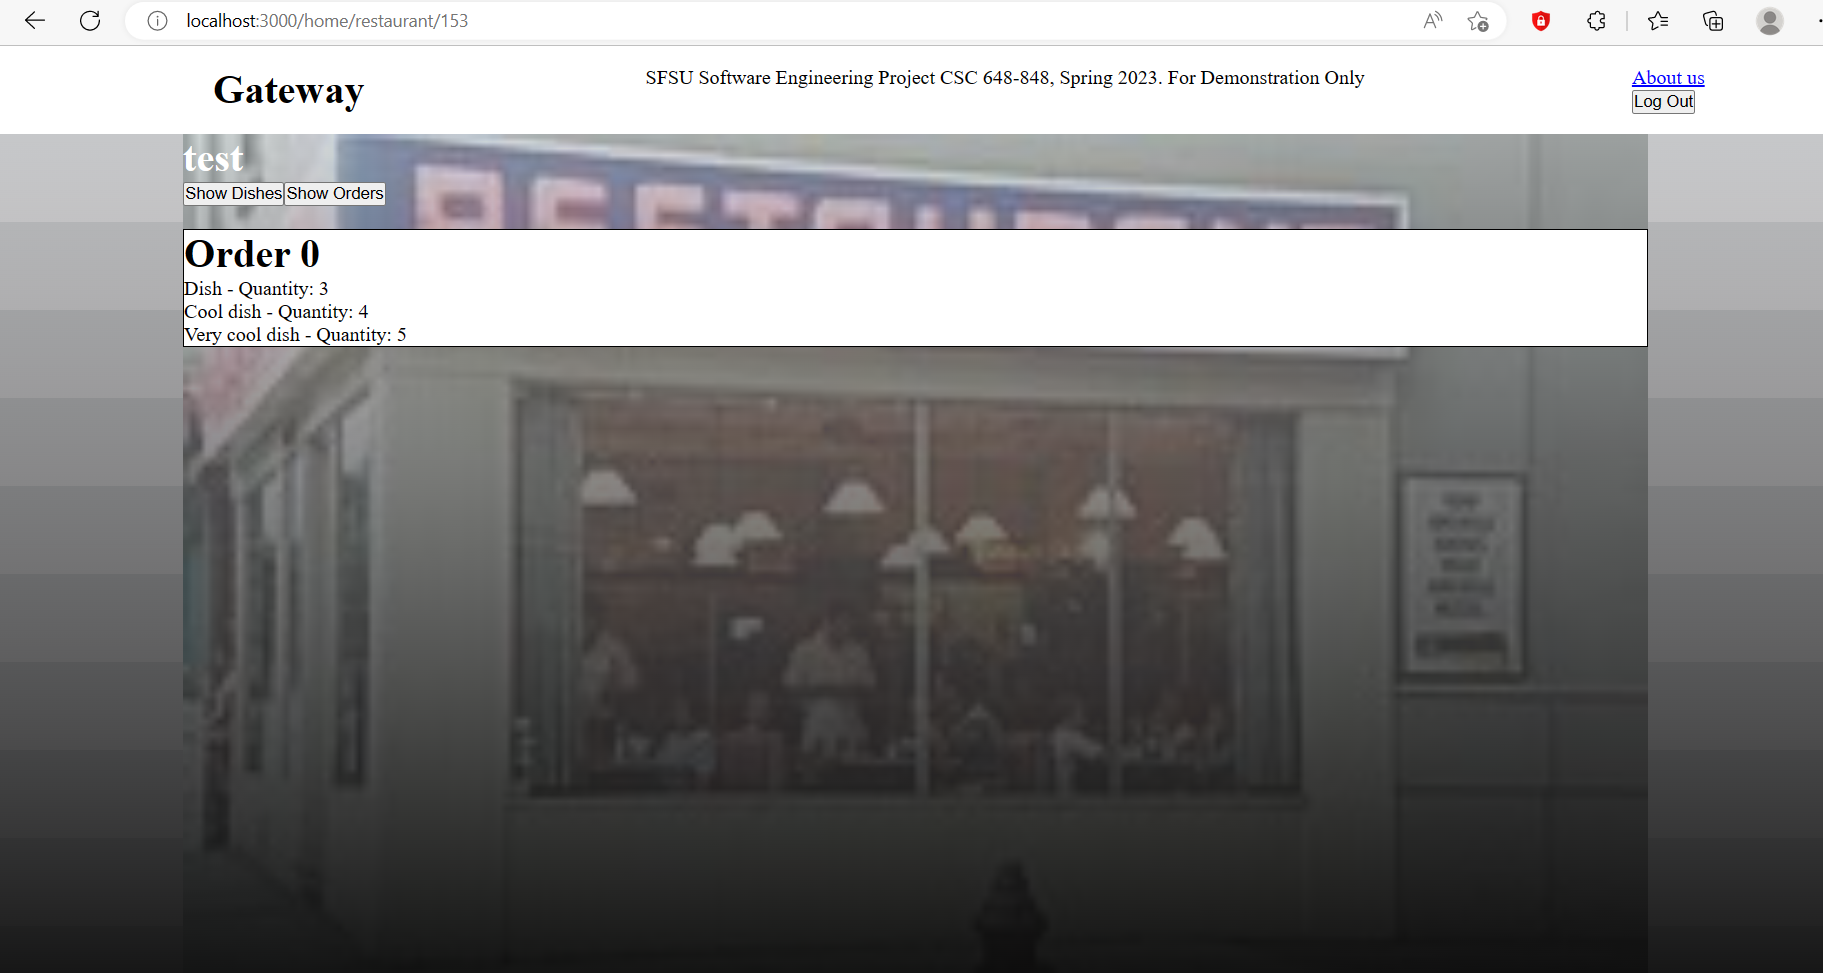 localhost:3000/home/restaurant/153
Gateway
SFSU Software Engineering Project CSC 648-848, Spring 2023. For Demonstration Only
About us
Log Out
test
Show Dishes
Show Orders
Order 0
Dish - Quantity: 3
Cool dish - Quantity: 4
Very cool dish - Quantity: 5